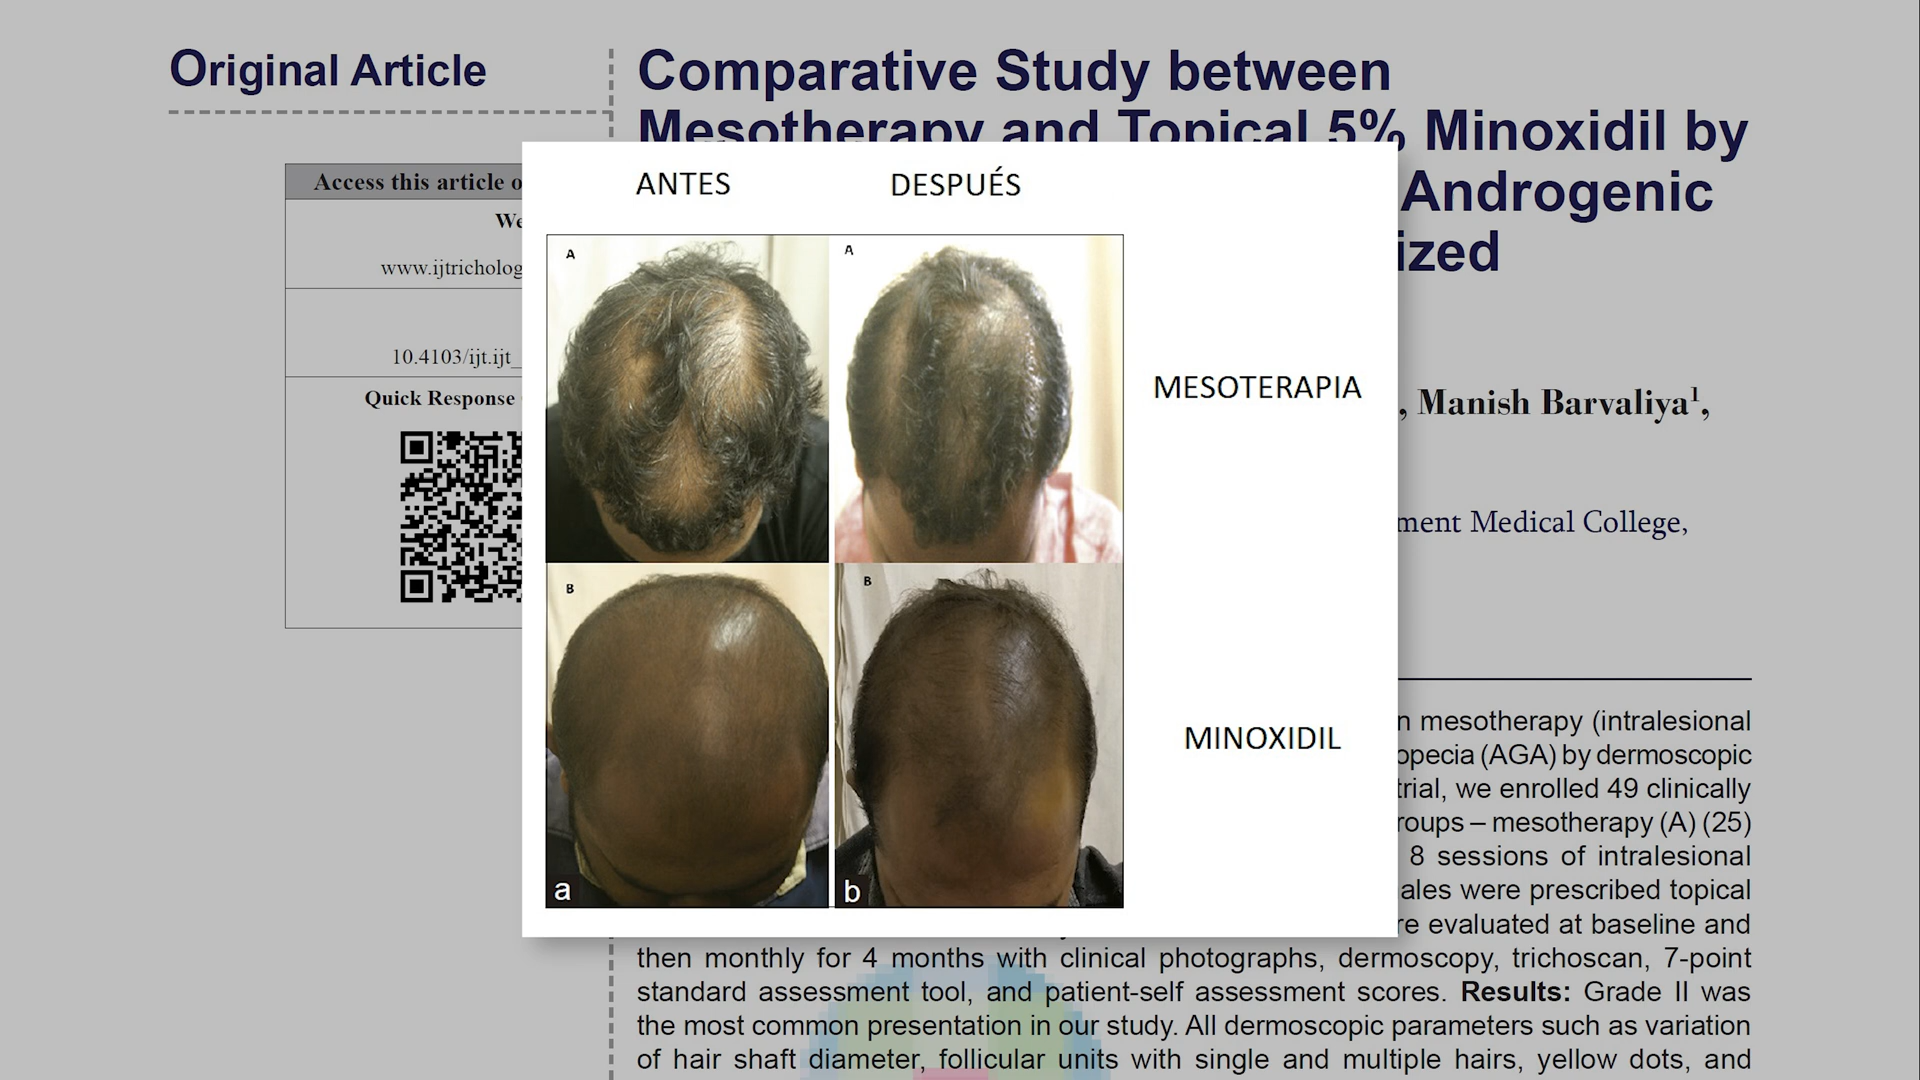 Original Article
Comparative Study between
Mesotherapy and Topical 5% Minoxidil by
Androgenic
ized
Access this article
www.ijtricholog
10.4103/ijt.ijt_
Quick Response
, Manish Barvaliya¹,
ment Medical College,
ANTES
DESPUÉS
A
A
MESOTERAPIA
B
B
MINOXIDIL
a
b
n mesotherapy (intralesional
opecia (AGA) by dermoscopic
trial, we enrolled 49 clinically
roups – mesotherapy (A) (25)
8 sessions of intralesional
ales were prescribed topical
re evaluated at baseline and
then monthly for 4 months with clinical photographs, dermoscopy, trichoscan, 7-point
standard assessment tool, and patient-self assessment scores. Results: Grade II was
the most common presentation in our study. All dermoscopic parameters such as variation
of hair shaft diameter, follicular units with single and multiple hairs, yellow dots, and